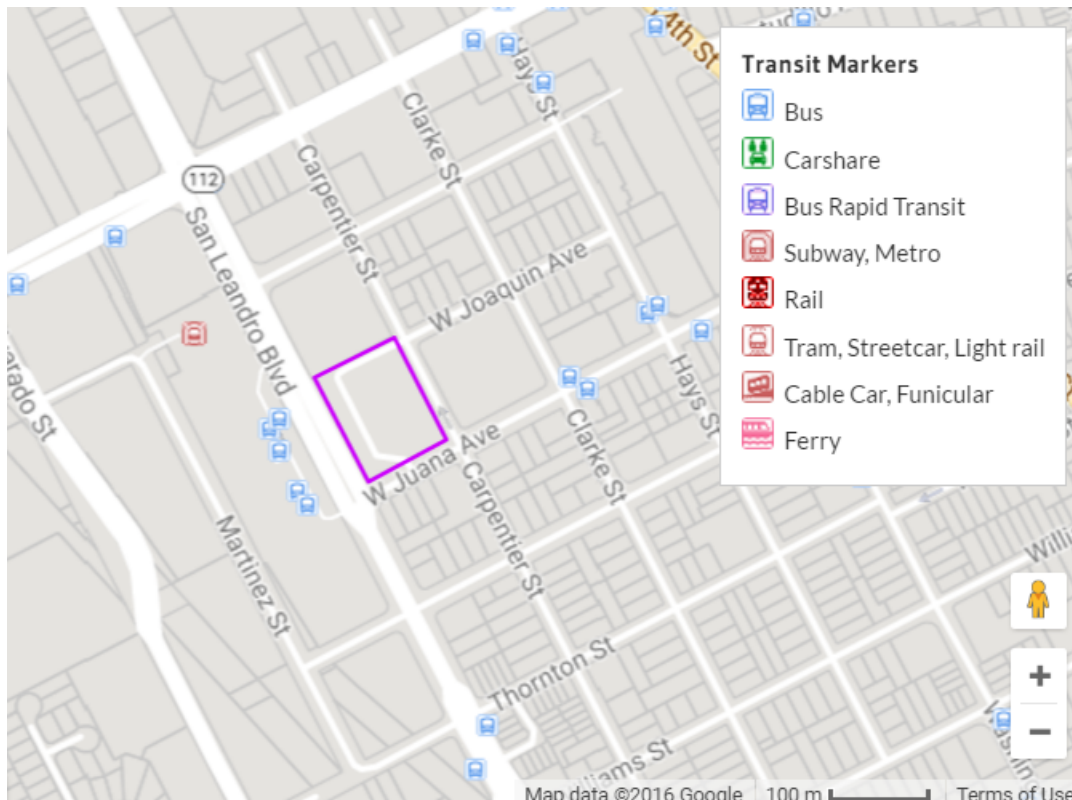 4th St
Hays St
Clarke St
Carpentier St
112
San Leandro Blvd
W Joaquin Ave
W Juana Ave
Hays St
Clarke St
Carpentier St
Martinez St
Thornton St
Transit Markers
Bus
Carshare
Bus Rapid Transit
Subway, Metro
Rail
Tram, Streetcar, Light rail
Cable Car, Funicular
Ferry
+
−
Map data ©2016 Google
100 m
Terms of Use